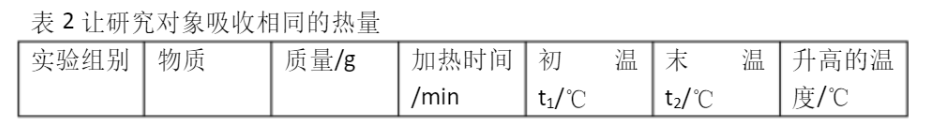 表 2 让研究对象吸收相同的热量
实验组别 物质 质量/g 加热时间 初 温 末 温 升高的温
/min t₁/℃ t₂/℃ 度/℃